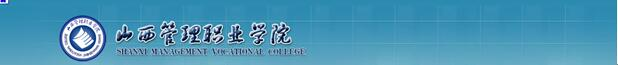 山西管理职业学院
SHANXI MANAGEMENT VOCATIONAL COLLEGE